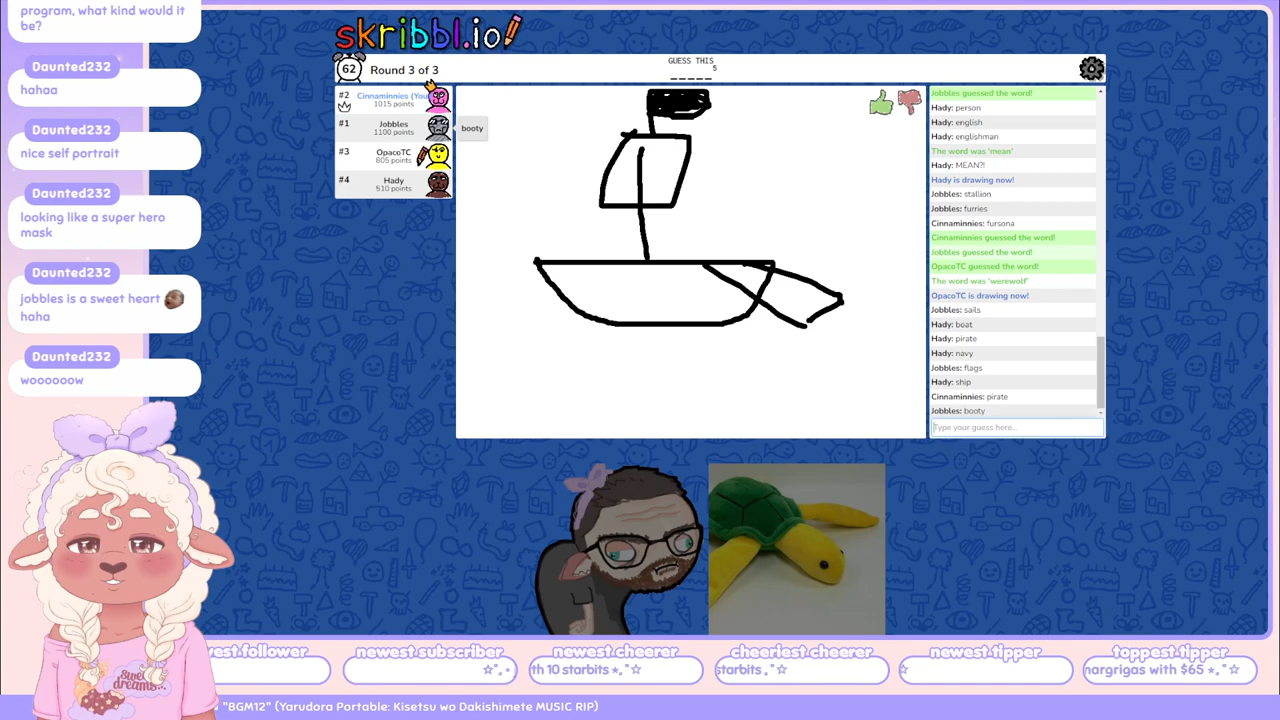 program, what kind would it
be?
Daunted232
hahaa
Daunted232
nice self portrait
Daunted232
looking like a super hero
mask
Daunted232
jobbles is a sweet heart
haha
Daunted232
woooooow
skribbl.io
62
Round 3 of 3
GUESS THIS
_____ 5
#2
Cinnaminnies (You)
1015 points
#1
Jobbles
1100 points
booty
#3
OpacoTC
805 points
#4
Hady
510 points
Jobbles guessed the word!
Hady: person
Hady: english
Hady: englishman
The word was 'mean'
Hady: MEAN?!
Hady is drawing now!
Jobbles: stallion
Jobbles: furries
Cinnaminnies: fursona
Cinnaminnies guessed the word!
Jobbles guessed the word!
OpacoTC guessed the word!
The word was 'werewolf'
OpacoTC is drawing now!
Jobbles: sails
Hady: boat
Hady: pirate
Hady: navy
Jobbles: flags
Hady: ship
Cinnaminnies: pirate
Jobbles: booty
Type your guess here...
sweet
dreams...
west follower
newest subscriber
newest cheerer
th 10 starbits
cheeriest cheerer
starbits
newest tipper
toppest tipper
nargrigas with $65
"BGM12" (Yarudora Portable: Kisetsu wo Dakishimete MUSIC RIP)